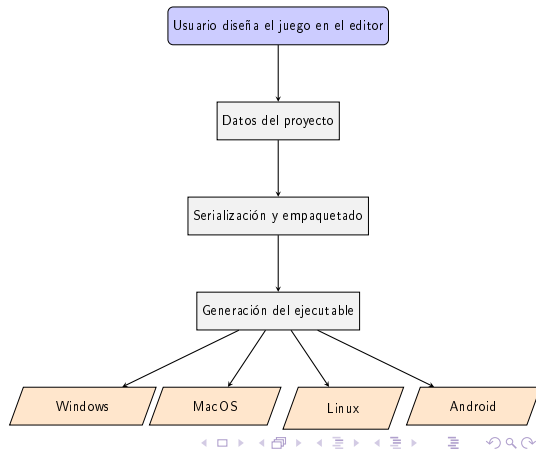 Usuario diseña el juego en el editor
Datos del proyecto
Serialización y empaquetado
Generación del ejecutable
Windows
MacOS
Linux
Android